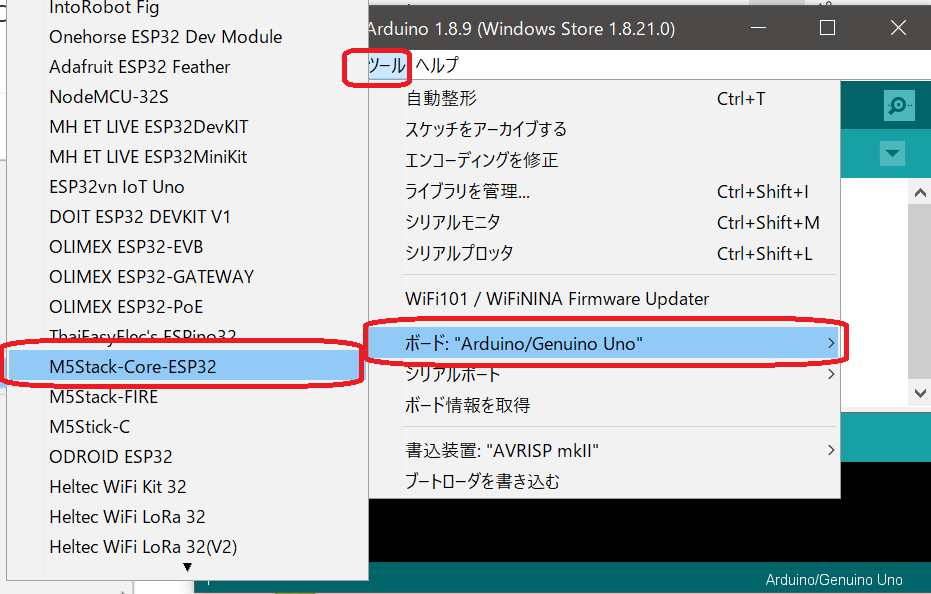 IntoRobot Fig
Onehorse ESP32 Dev Module
Adafruit ESP32 Feather
NodeMCU-32S
MH ET LIVE ESP32DevKIT
MH ET LIVE ESP32MiniKit
ESP32vn IoT Uno
DOIT ESP32 DEVKIT V1
OLIMEX ESP32-EVB
OLIMEX ESP32-GATEWAY
OLIMEX ESP32-PoE
ThaiEasyElec's ESPino32
M5Stack-Core-ESP32
M5Stack-FIRE
M5Stick-C
ODROID ESP32
Heltec WiFi Kit 32
Heltec WiFi LoRa 32
Heltec WiFi LoRa 32(V2)
Arduino 1.8.9 (Windows Store 1.8.21.0)
ツール ヘルプ
自動整形 Ctrl+T
スケッチをアーカイブする
エンコーディングを修正
ライブラリを管理... Ctrl+Shift+I
シリアルモニタ Ctrl+Shift+M
シリアルプロッタ Ctrl+Shift+L
WiFi101 / WiFiNINA Firmware Updater
ボード: "Arduino/Genuino Uno"
シリアルポート
ボード情報を取得
書込装置: "AVRISP mkII"
ブートローダを書き込む
Arduino/Genuino Uno